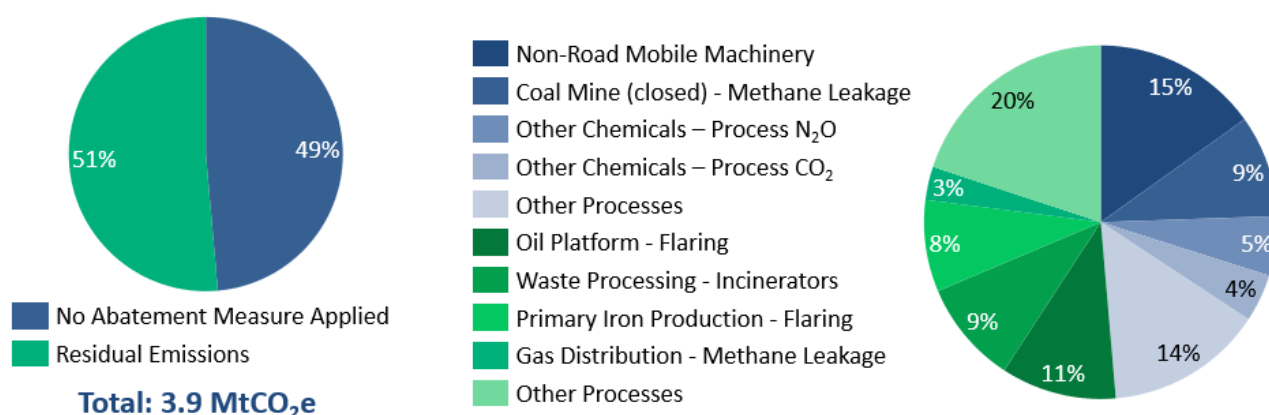 51%
49%
No Abatement Measure Applied
Residual Emissions
Total: 3.9 MtCO₂e
Non-Road Mobile Machinery
Coal Mine (closed) - Methane Leakage
Other Chemicals – Process N₂O
Other Chemicals – Process CO₂
Other Processes
Oil Platform - Flaring
Waste Processing - Incinerators
Primary Iron Production - Flaring
Gas Distribution - Methane Leakage
Other Processes
15%
9%
5%
4%
14%
11%
9%
8%
3%
20%